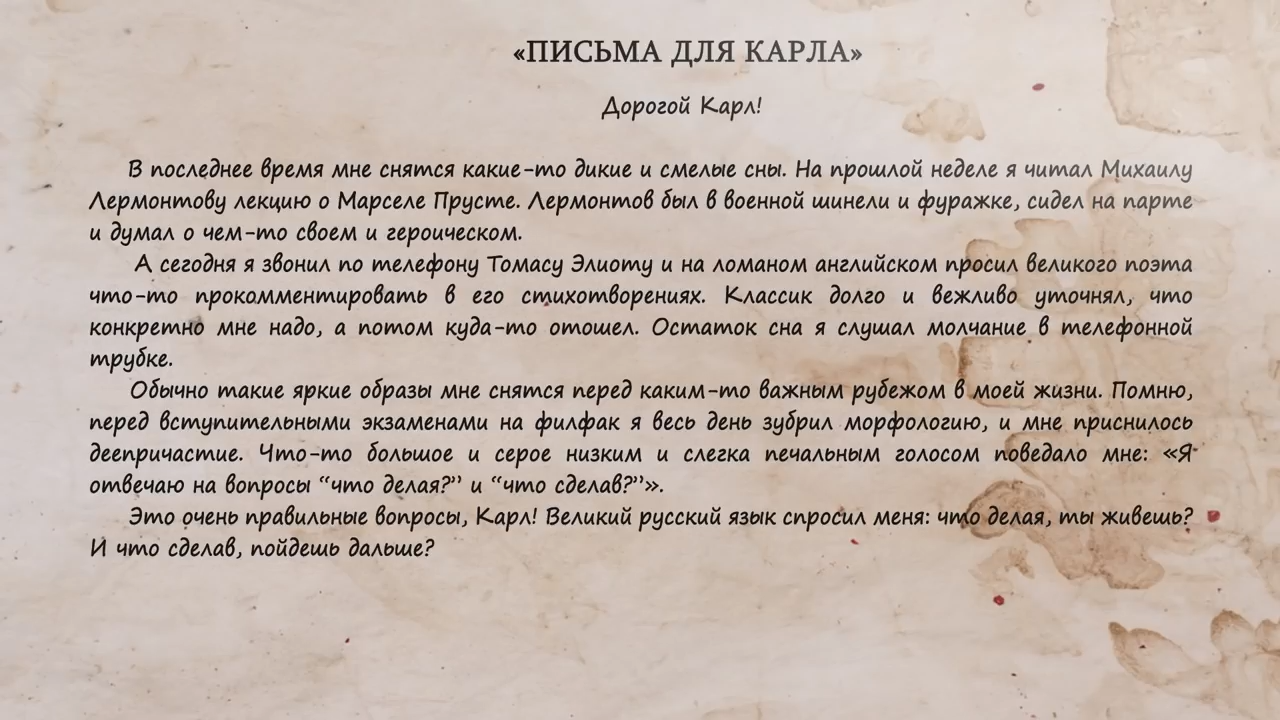 «ПИСЬМА ДЛЯ КАРЛА»
Дорогой Карл!
В последнее время мне снятся какие-то дикие и смелые сны. На прошлой неделе я читал Михаилу
Лермонтову лекцию о Марселе Прусте. Лермонтов был в военной шинели и фуражке, сидел на парте
и думал о чем-то своем и героическом.
А сегодня я звонил по телефону Томасу Элиоту и на ломаном английском просил великого поэта
что-то прокомментировать в его стихотворениях. Классик долго и вежливо уточнял, что
конкретно мне надо, а потом куда-то отошел. Остаток сна я слушал молчание в телефонной
трубке.
Обычно такие яркие образы мне снятся перед каким-то важным рубежом в моей жизни. Помню,
перед вступительными экзаменами на филфак я весь день зубрил морфологию, и мне приснилось
деепричастие. Что-то большое и серое низким и слегка печальным голосом поведало мне: «Я
отвечаю на вопросы “что делая?” и “что сделав?”».
Это очень правильные вопросы, Карл! Великий русский язык спросил меня: что делая, ты живешь?
И что сделав, пойдешь дальше?